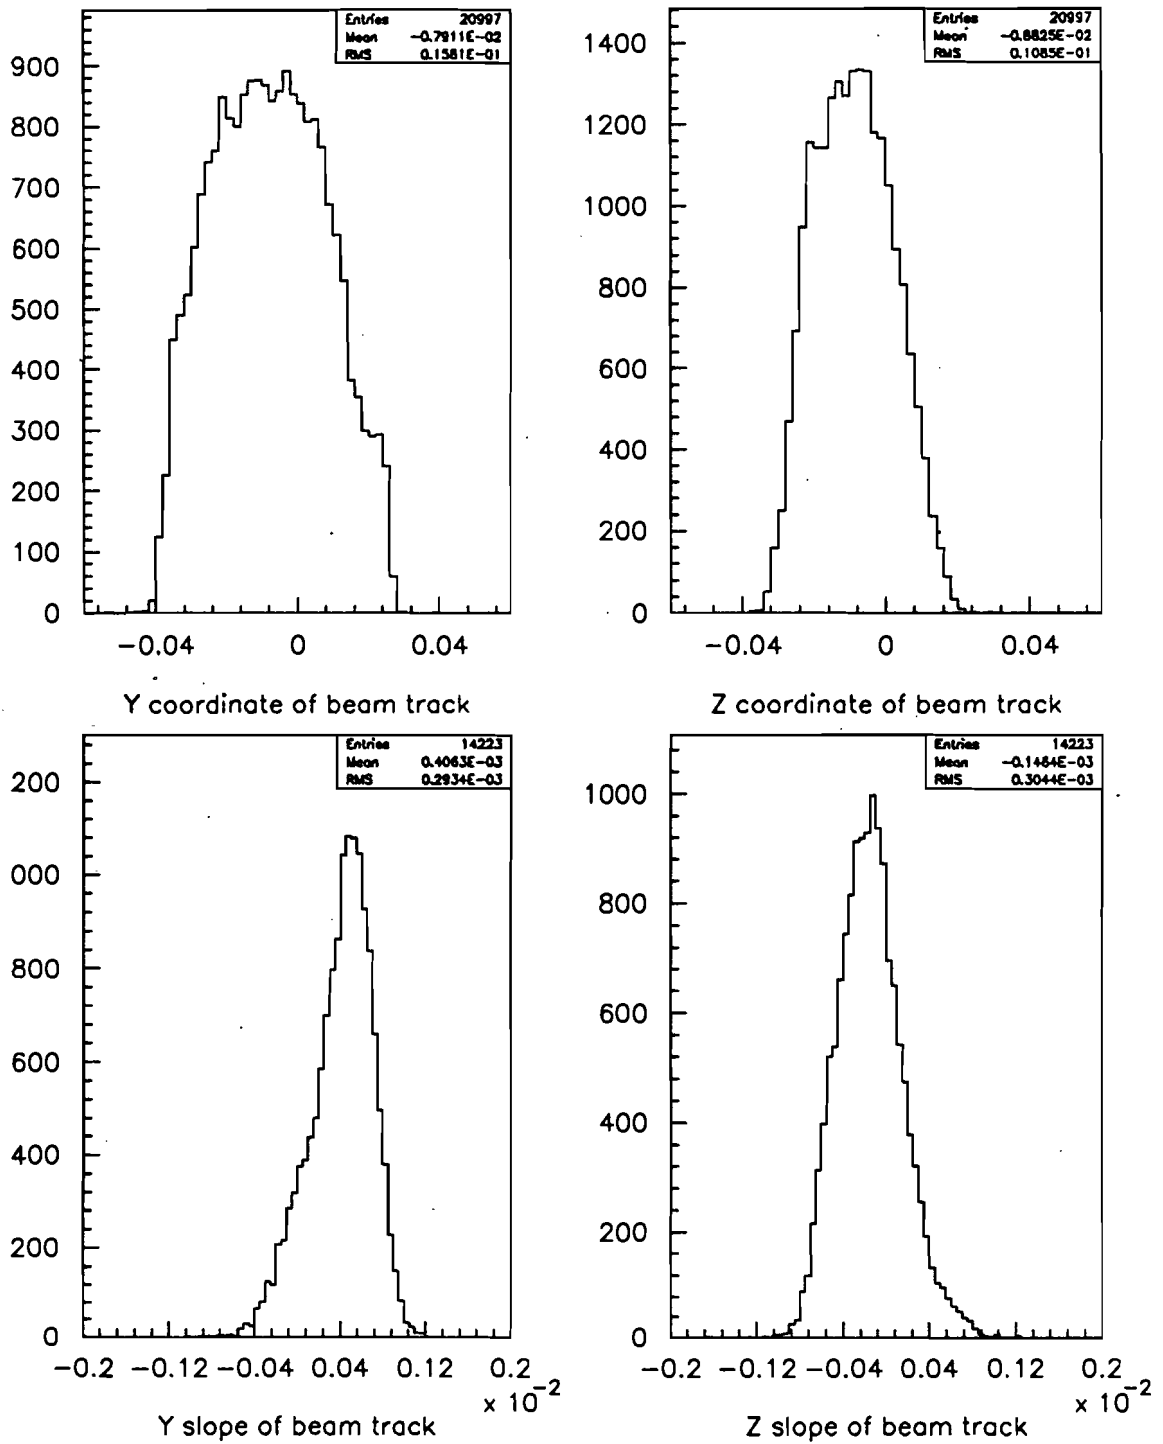 Entries 20997
Mean -0.7911E-02
RMS 0.1581E-01
900
800
700
600
500
400
300
200
100
0
-0.04 0 0.04
Y coordinate of beam track
Entries 20997
Mean -0.8825E-02
RMS 0.1085E-01
1400
1200
1000
800
600
400
200
0
-0.04 0 0.04
Z coordinate of beam track
Entries 14223
Mean 0.4063E-03
RMS 0.2934E-03
200
000
800
600
400
200
0
-0.2 -0.12 -0.04 0.04 0.12 0.2
x 10-2
Y slope of beam track
Entries 14223
Mean -0.1464E-03
RMS 0.3044E-03
1000
800
600
400
200
0
-0.2 -0.12 -0.04 0.04 0.12 0.2
x 10-2
Z slope of beam track